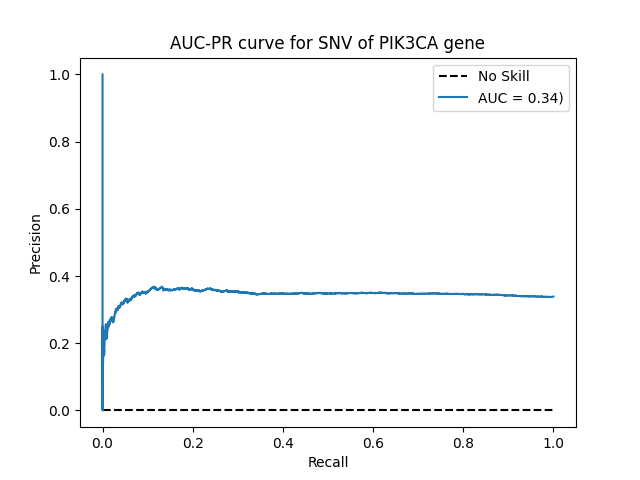 AUC-PR curve for SNV of PIK3CA gene
1.0
0.8
0.6
0.4
0.2
0.0
Precision
No Skill
AUC = 0.34)
0.0 0.2 0.4 0.6 0.8 1.0
Recall